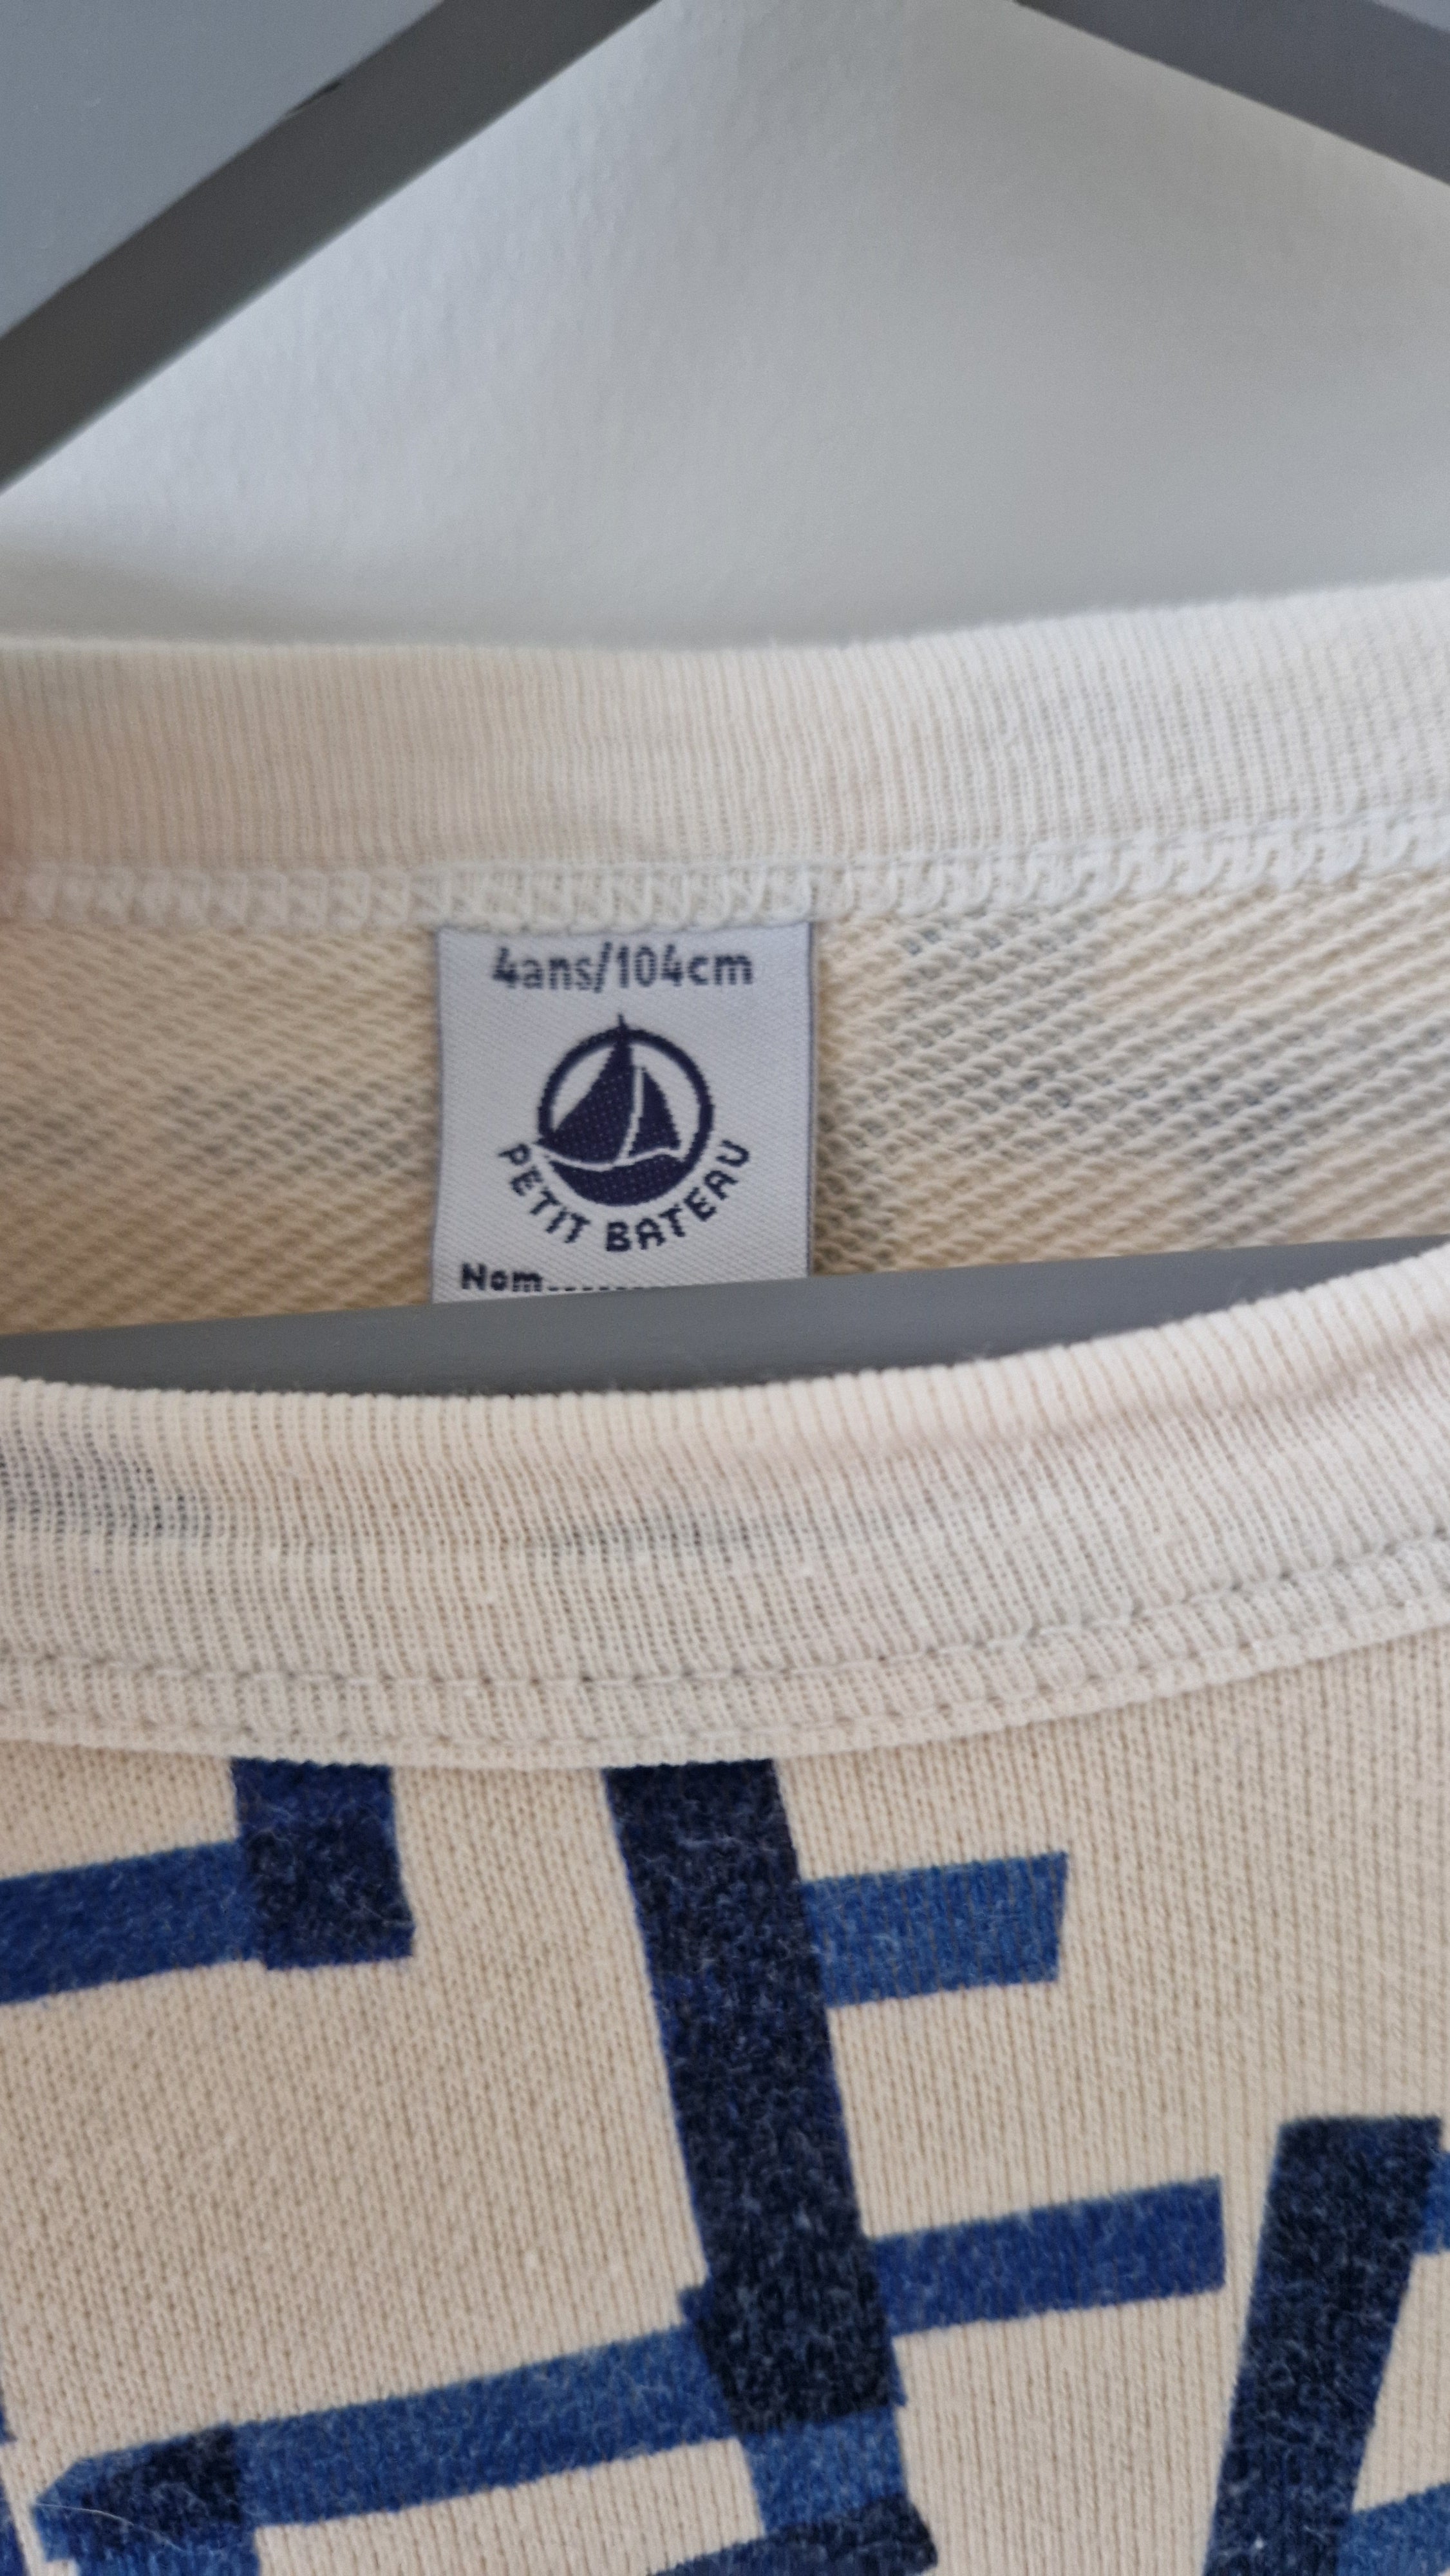 4ans/104cm
PETIT BATEAU
Nom........